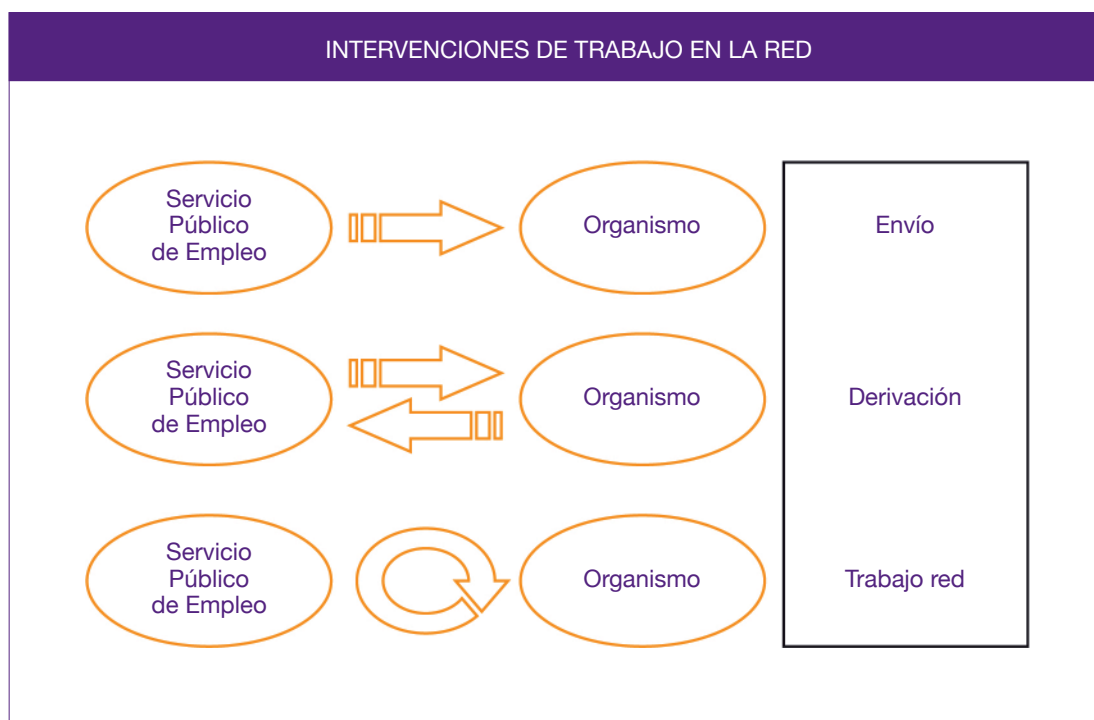 INTERVENCIONES DE TRABAJO EN LA RED
Servicio
Público
de Empleo
Organismo
Envío
Servicio
Público
de Empleo
Organismo
Derivación
Servicio
Público
de Empleo
Organismo
Trabajo red